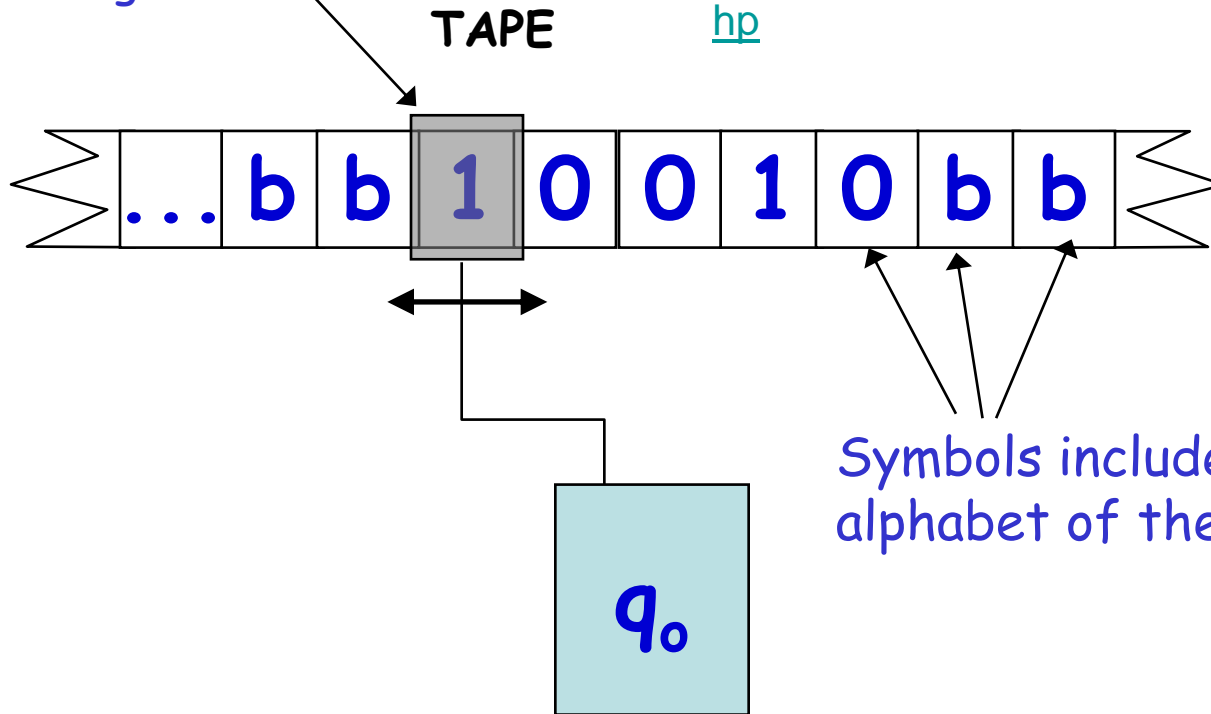 TAPE hp
... b b 1 0 0 1 0 b b
Symbols include
alphabet of the
q₀